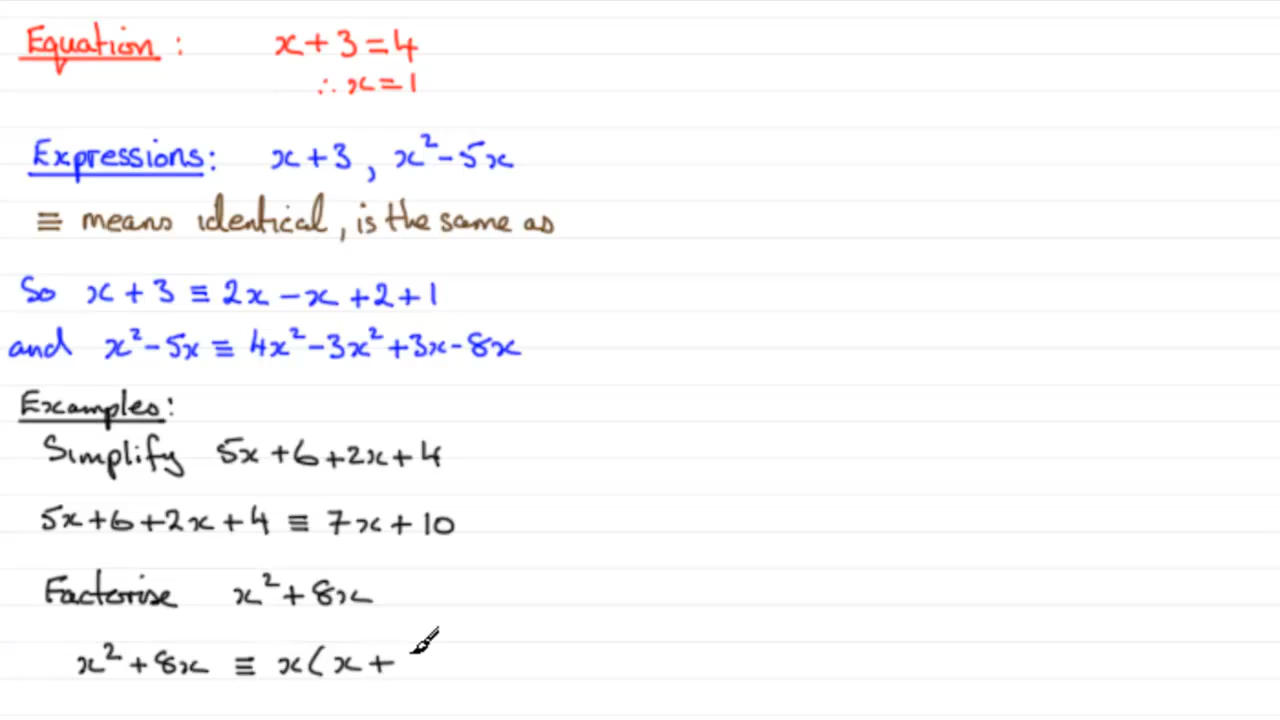 Equation : x + 3 = 4
∴ x = 1
Expressions: x + 3 , x² - 5x
≡ means identical, is the same as
So x + 3 ≡ 2x - x + 2 + 1
and x² - 5x ≡ 4x² - 3x² + 3x - 8x
Examples:
Simplify 5x + 6 + 2x + 4
5x + 6 + 2x + 4 ≡ 7x + 10
Factorise x² + 8x
x² + 8x ≡ x(x +